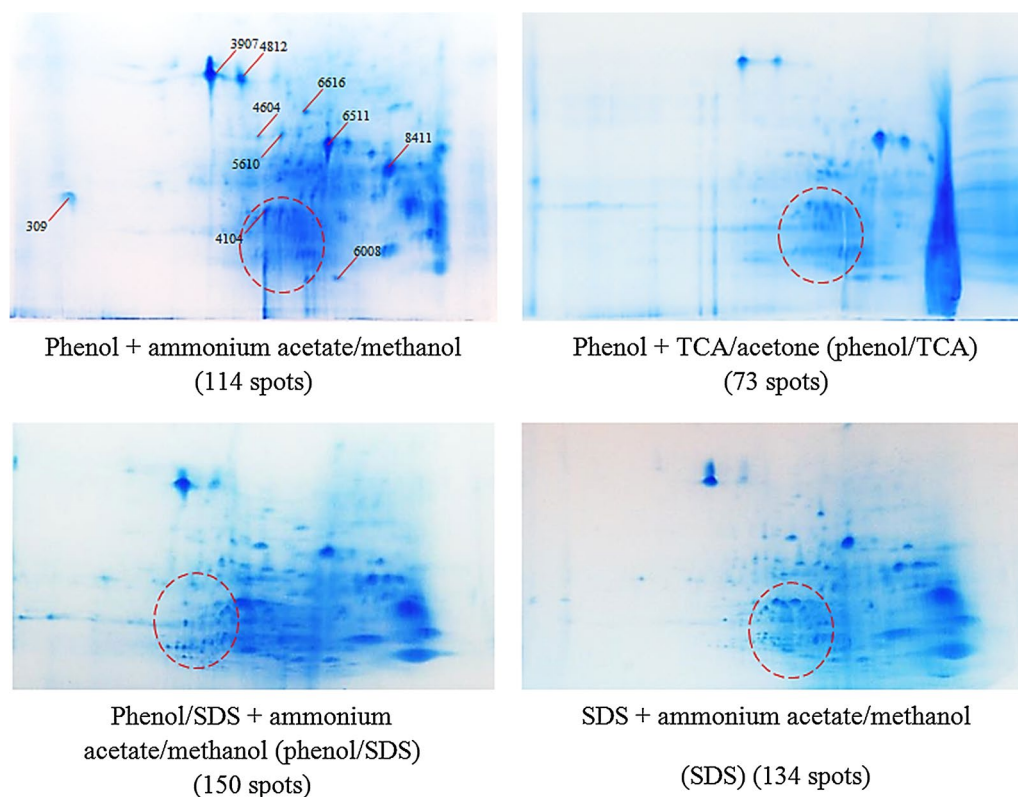 3907 4812
6616
4604
6511
8411
5610
309
4104
6008
Phenol + ammonium acetate/methanol
(114 spots)
Phenol + TCA/acetone (phenol/TCA)
(73 spots)
Phenol/SDS + ammonium
acetate/methanol (phenol/SDS)
(150 spots)
SDS + ammonium acetate/methanol
(SDS) (134 spots)